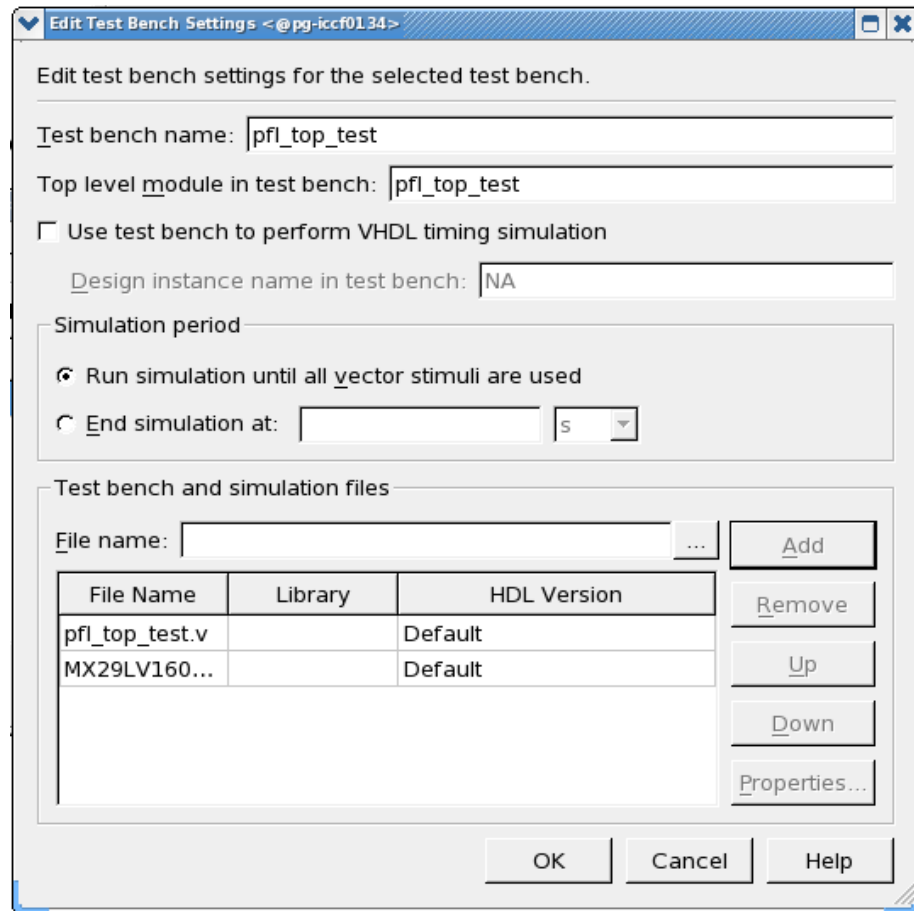 Edit Test Bench Settings <@pg-iccf0134>
Edit test bench settings for the selected test bench.
Test bench name: pfl_top_test
Top level module in test bench: pfl_top_test
Use test bench to perform VHDL timing simulation
Design instance name in test bench: NA
Simulation period
Run simulation until all vector stimuli are used
End simulation at: s
Test bench and simulation files
File name: ... Add
File Name Library HDL Version Remove
pfl_top_test.v Default
MX29LV160... Default Up
Down
Properties...
OK Cancel Help